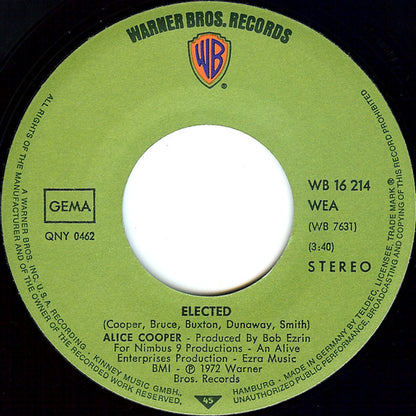 WARNER BROS. RECORDS
WB
®
GEMA
QNY 0462
WB 16 214
WEA
(WB 7631)
(3:40)
STEREO
ELECTED
(Cooper, Bruce, Buxton, Dunaway, Smith)
ALICE COOPER - Produced by Bob Ezrin
For Nimbus 9 Productions - An Alive
Enterprises Production - Ezra Music
BMI - Ⓟ 1972 Warner
Bros. Records
45
ALL RIGHTS OF THE MANUFACTURER AND OF THE OWNER OF THE RECORDED WORK RESERVED.
A WARNER BROS. INC. U.S.A. RECORDING. - KINNEY MUSIC GMBH.,
HAMBURG - MADE IN GERMANY BY TELDEC, LICENSEE, TRADE MARK ®
UNAUTHORIZED PUBLIC PERFORMANCE, BROADCASTING AND COPYING OF THIS RECORD PROHIBITED